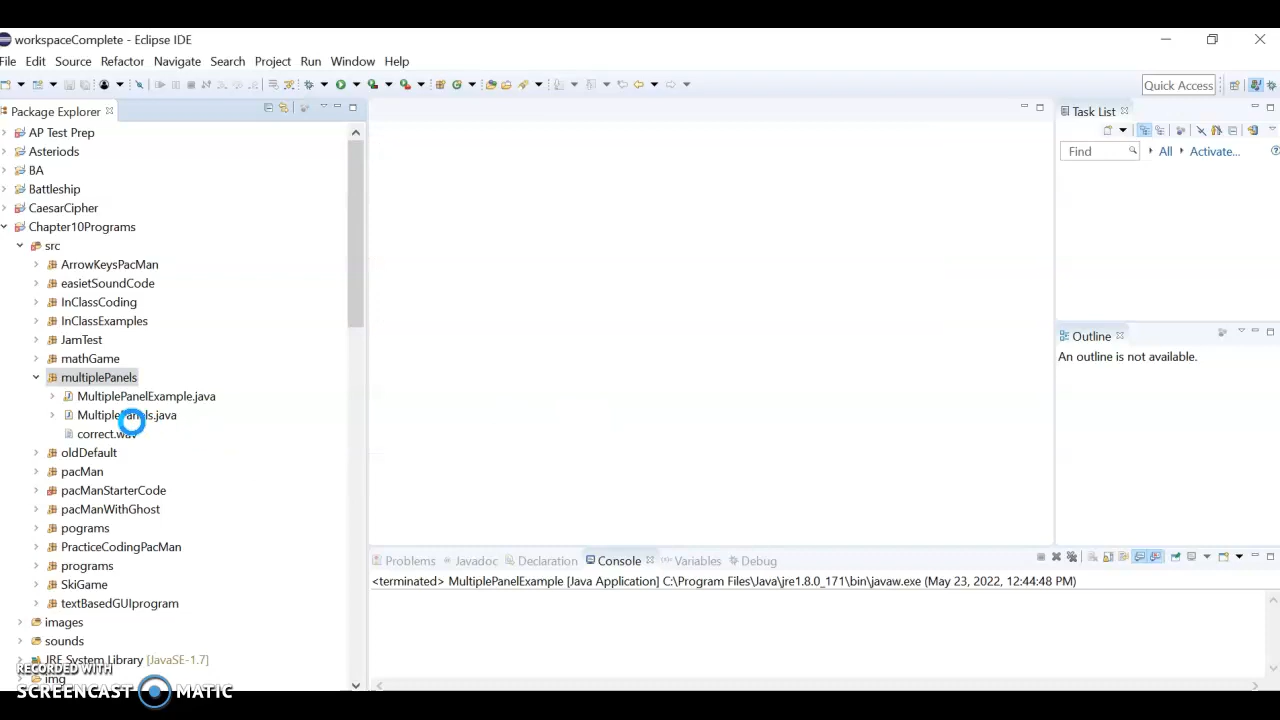 workspaceComplete - Eclipse IDE
File Edit Source Refactor Navigate Search Project Run Window Help
Quick Access
Package Explorer
AP Test Prep
Asteriods
BA
Battleship
CaesarCipher
Chapter10Programs
src
ArrowKeysPacMan
easietSoundCode
InClassCoding
InClassExamples
JamTest
mathGame
multiplePanels
MultiplePanelExample.java
MultiplePanels.java
correct.wav
oldDefault
pacMan
pacManStarterCode
pacManWithGhost
pograms
PracticeCodingPacMan
programs
SkiGame
textBasedGUIprogram
images
sounds
JRE System Library [JavaSE-1.7]
img
RECORDED WITH
SCREENCAST MATIC
Task List
Find All Activate...
Outline
An outline is not available.
Problems Javadoc Declaration Console Variables Debug
<terminated> MultiplePanelExample [Java Application] C:\Program Files\Java\jre1.8.0_171\bin\javaw.exe (May 23, 2022, 12:44:48 PM)